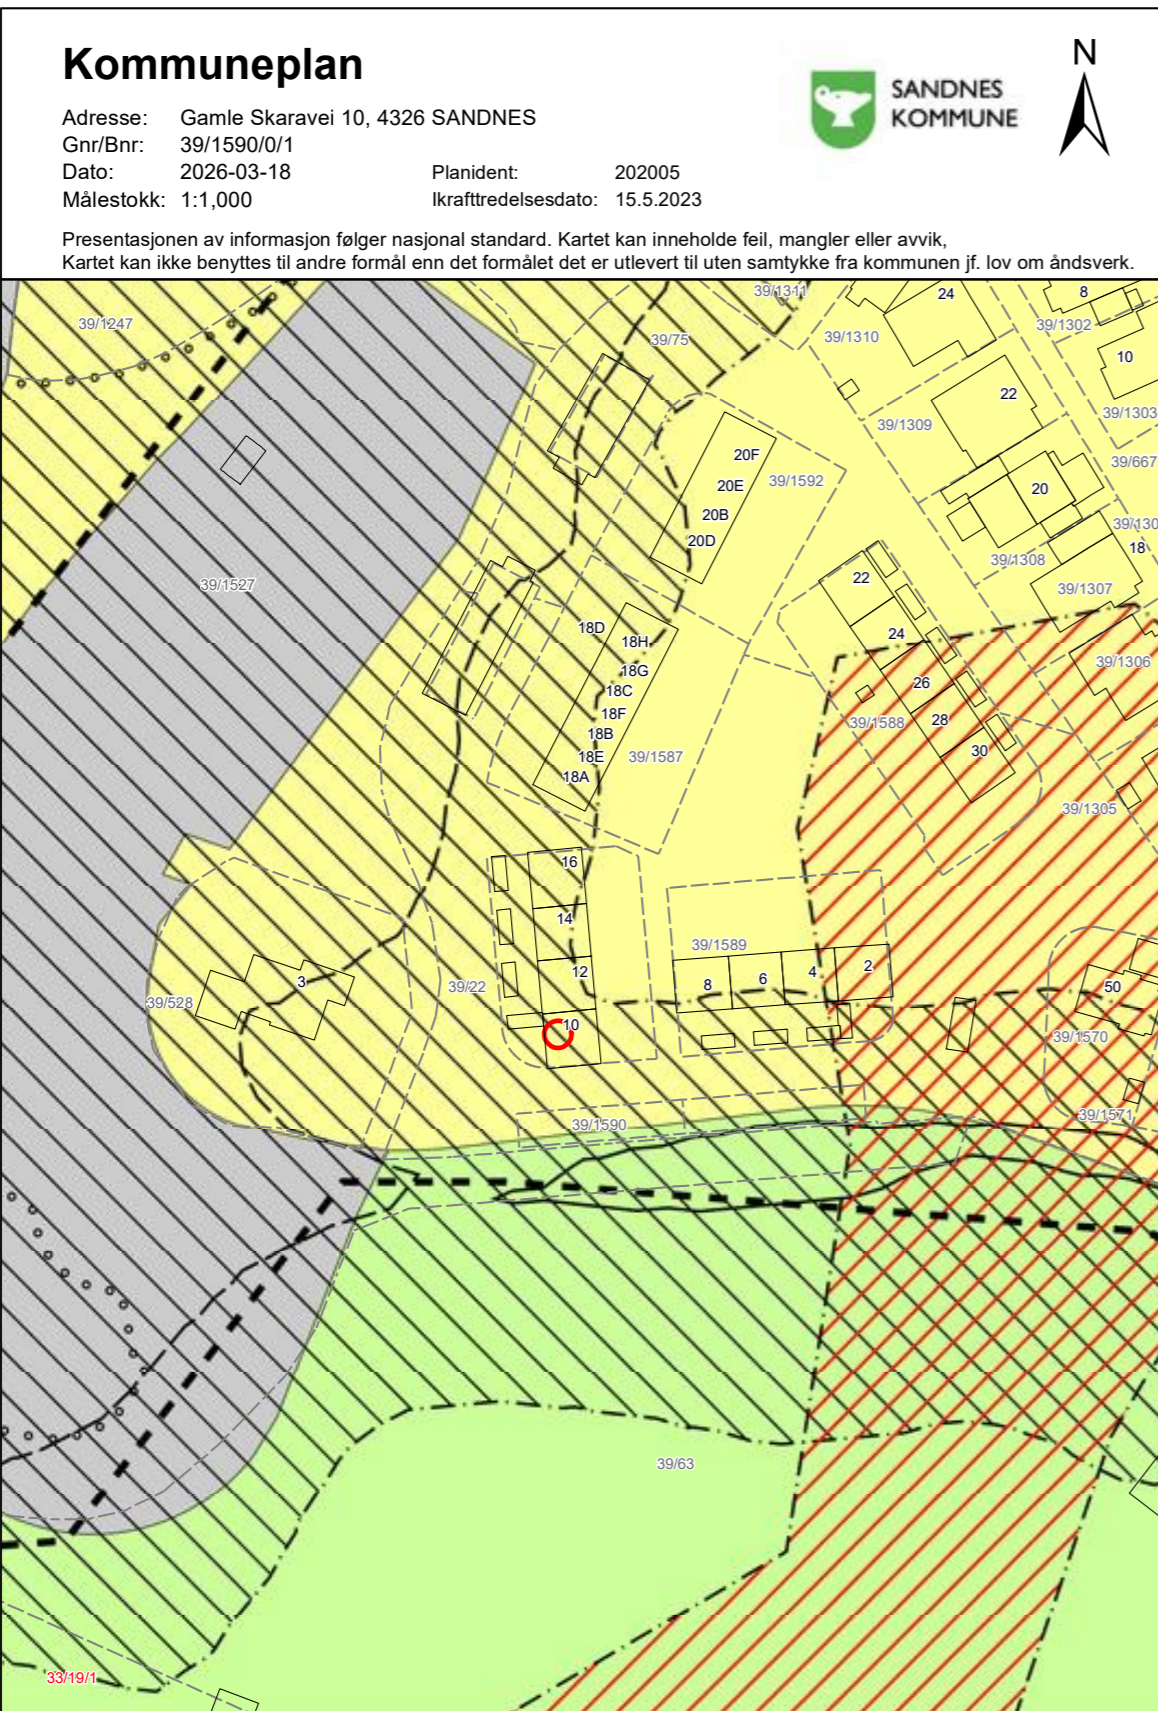 Kommuneplan
Adresse: Gamle Skaravei 10, 4326 SANDNES
Gnr/Bnr: 39/1590/0/1
Dato: 2026-03-18 Planident: 202005
Målestokk: 1:1,000 Ikrafttredelsesdato: 15.5.2023
SANDNES
KOMMUNE
N
Presentasjonen av informasjon følger nasjonal standard. Kartet kan inneholde feil, mangler eller avvik,
Kartet kan ikke benyttes til andre formål enn det formålet det er utlevert til uten samtykke fra kommunen jf. lov om åndsverk.
39/1311
24
8
39/1247
39/75
39/1310
39/1302
10
22
39/1303
39/1309
20F
39/667
20E
39/1592
20
20B
39/130
20D
18
39/1308
39/1527
22
39/1307
18D
24
18H
39/1306
18G
26
18C
18F
28
39/1588
18B
30
18E
39/1587
18A
39/1305
16
14
39/1589
2
12
4
6
3
8
39/22
50
39/528
10
39/1570
39/1571
39/1590
39/63
33/19/1